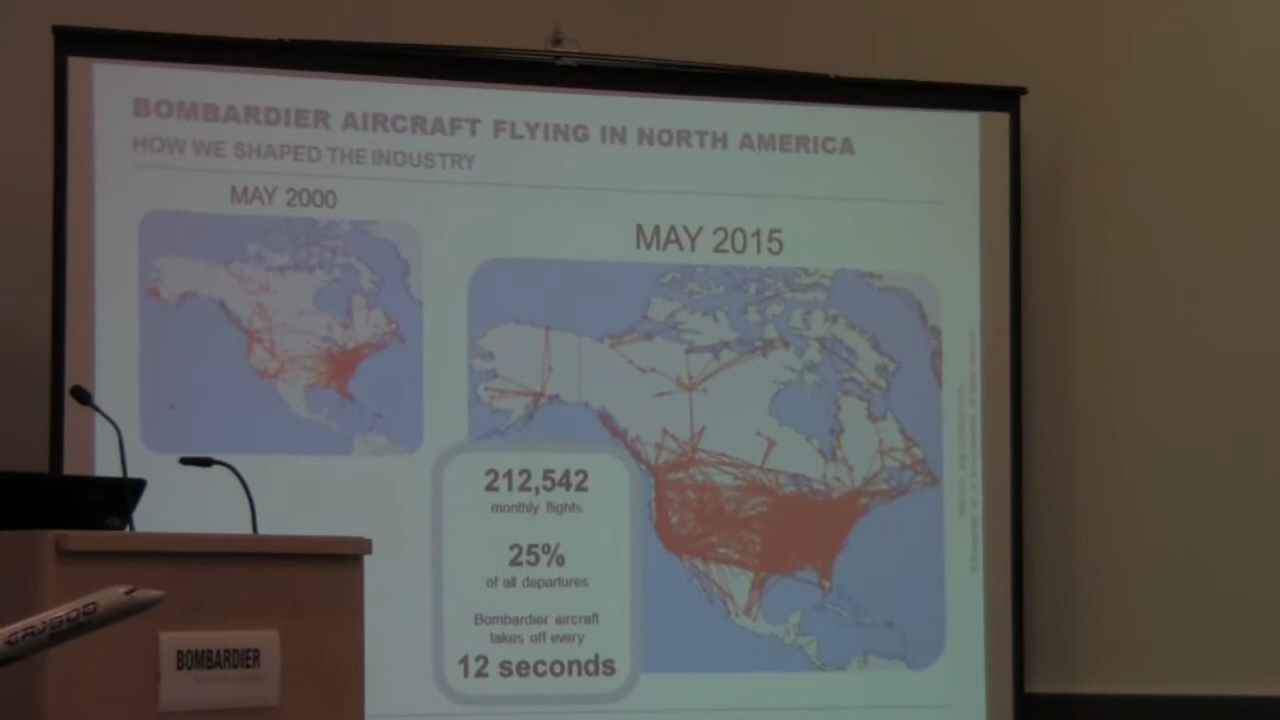 BOMBARDIER AIRCRAFT FLYING IN NORTH AMERICA
HOW WE SHAPED THE INDUSTRY
MAY 2000
MAY 2015
212,542
monthly flights
25%
of all departures
Bombardier aircraft
takes off every
12 seconds
CRJ900
BOMBARDIER